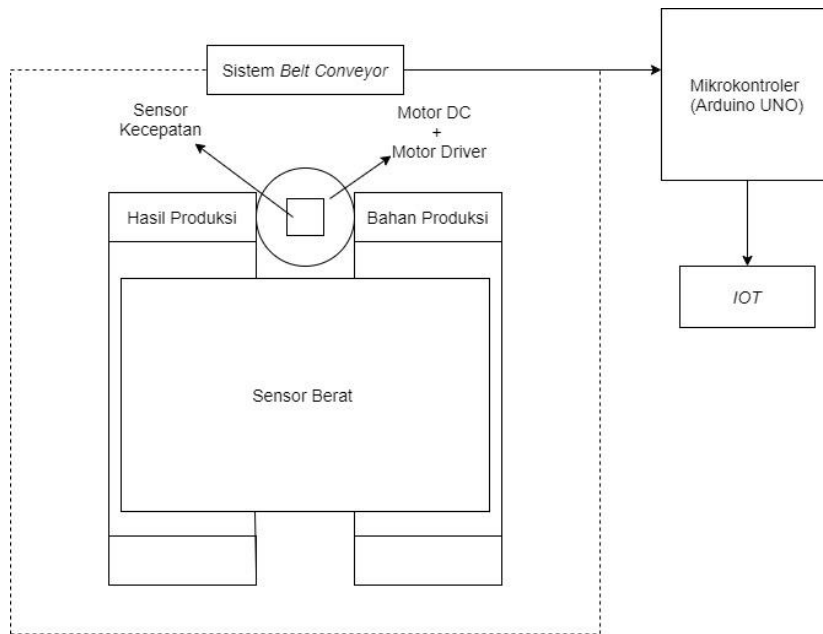 Sistem Belt Conveyor
Mikrokontroler
(Arduino UNO)
Sensor
Kecepatan
Motor DC
+
Motor Driver
Hasil Produksi
Bahan Produksi
IOT
Sensor Berat